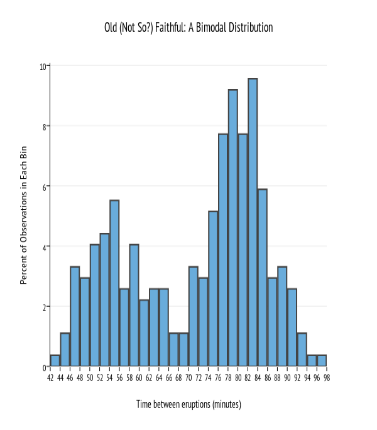 Old (Not So?) Faithful: A Bimodal Distribution
Percent of Observations in Each Bin
10
8
6
4
2
0
42 44 46 48 50 52 54 56 58 60 62 64 66 68 70 72 74 76 78 80 82 84 86 88 90 92 94 96 98
Time between eruptions (minutes)